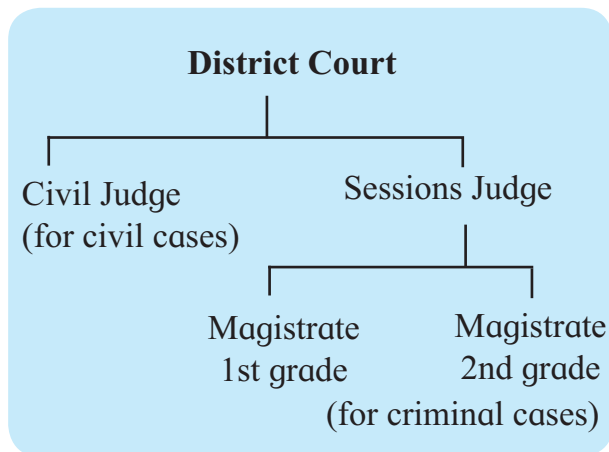 District Court
Civil Judge
(for civil cases)
Sessions Judge
Magistrate
1st grade
Magistrate
2nd grade
(for criminal cases)